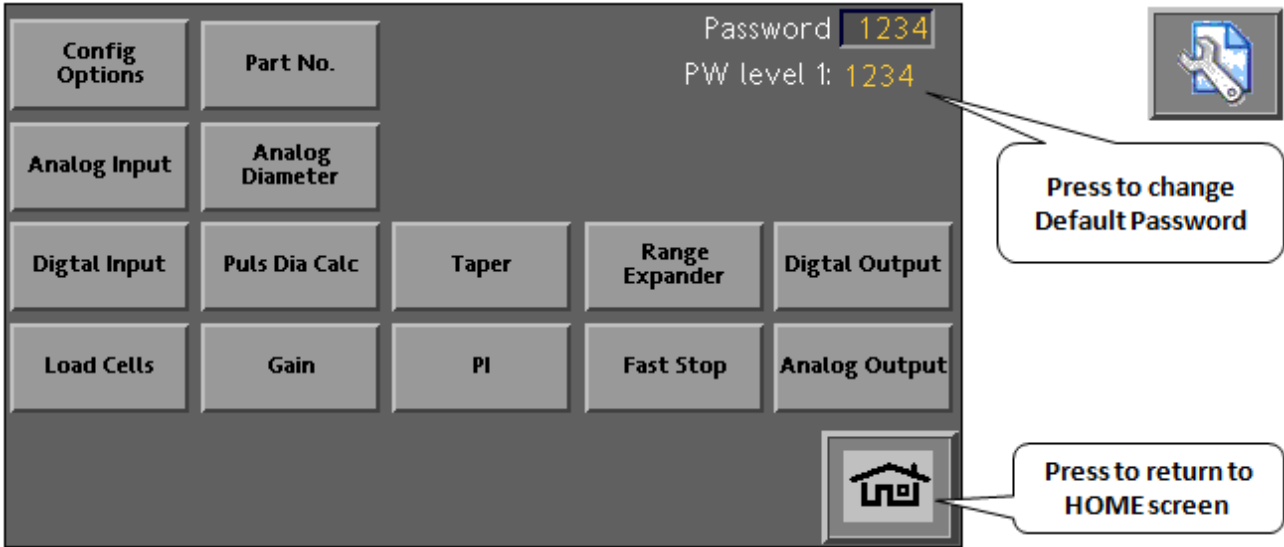 Password 1234
PW level 1: 1234
Config
Options
Part No.
Press to change
Default Password
Analog Input
Analog
Diameter
Digtal Input
Puls Dia Calc
Taper
Range
Expander
Digtal Output
Load Cells
Gain
PI
Fast Stop
Analog Output
Press to return to
HOME screen